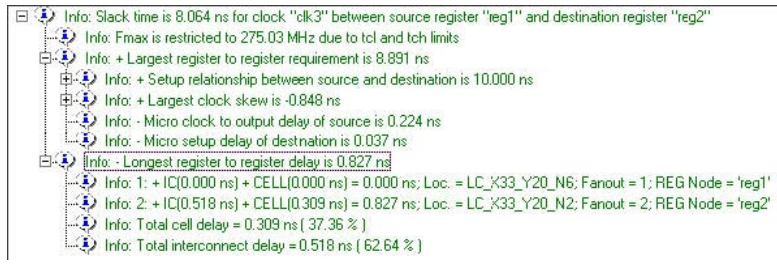 Info: Slack time is 8.064 ns for clock "clk3" between source register "reg1" and destination register "reg2"
Info: Fmax is restricted to 275.03 MHz due to tcl and tch limits
Info: + Largest register to register requirement is 8.891 ns
Info: + Setup relationship between source and destination is 10.000 ns
Info: + Largest clock skew is -0.848 ns
Info: - Micro clock to output delay of source is 0.224 ns
Info: - Micro setup delay of destination is 0.037 ns
Info: - Longest register to register delay is 0.827 ns
Info: 1: + IC(0.000 ns) + CELL(0.000 ns) = 0.000 ns; Loc. = LC_X33_Y20_N6; Fanout = 1; REG Node = 'reg1'
Info: 2: + IC(0.518 ns) + CELL(0.309 ns) = 0.827 ns; Loc. = LC_X33_Y20_N2; Fanout = 2; REG Node = 'reg2'
Info: Total cell delay = 0.309 ns ( 37.36 % )
Info: Total interconnect delay = 0.518 ns ( 62.64 % )